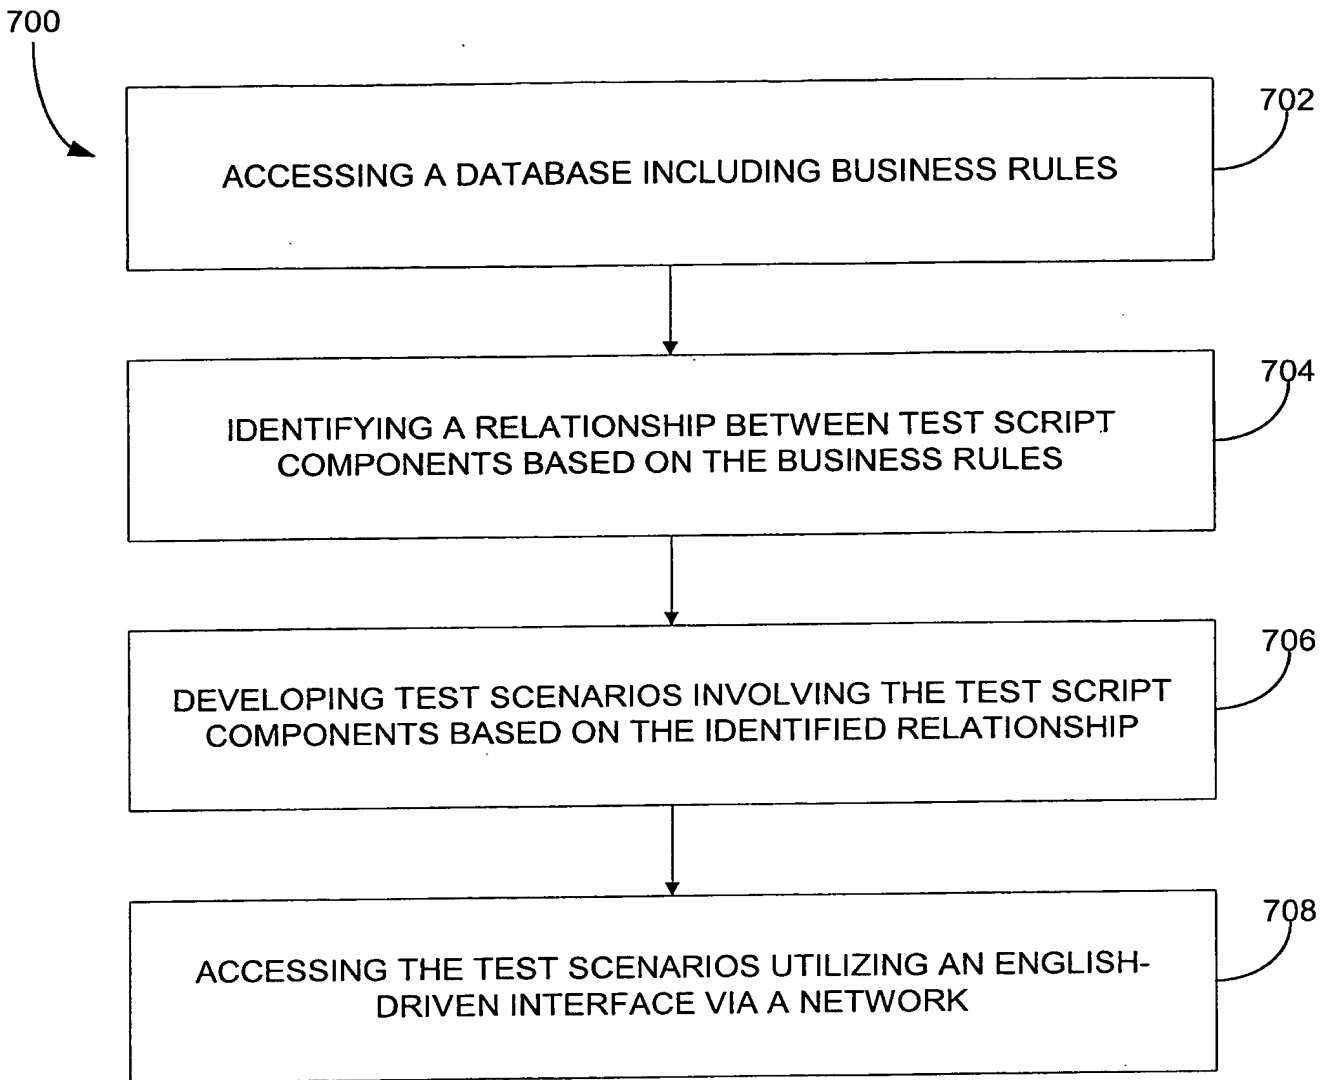 700
702
ACCESSING A DATABASE INCLUDING BUSINESS RULES
704
IDENTIFYING A RELATIONSHIP BETWEEN TEST SCRIPT
COMPONENTS BASED ON THE BUSINESS RULES
706
DEVELOPING TEST SCENARIOS INVOLVING THE TEST SCRIPT
COMPONENTS BASED ON THE IDENTIFIED RELATIONSHIP
708
ACCESSING THE TEST SCENARIOS UTILIZING AN ENGLISH-
DRIVEN INTERFACE VIA A NETWORK